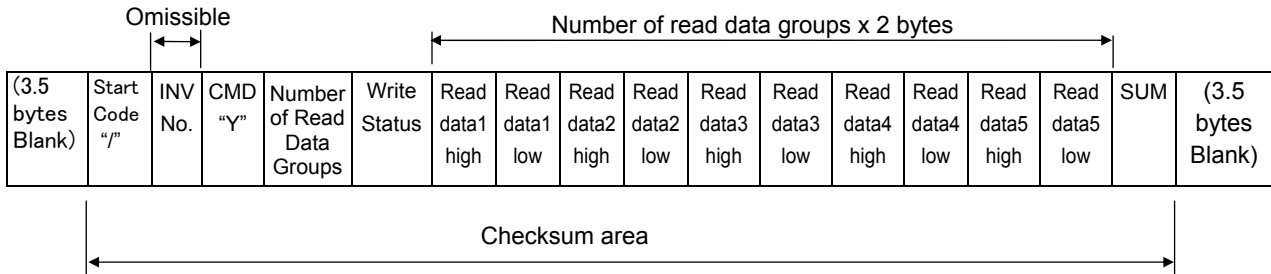 Omissible
Number of read data groups x 2 bytes
(3.5 bytes Blank)
Start Code "/"
INV No.
CMD "Y"
Number of Read Data Groups
Write Status
Read data1 high
Read data1 low
Read data2 high
Read data2 low
Read data3 high
Read data3 low
Read data4 high
Read data4 low
Read data5 high
Read data5 low
SUM
(3.5 bytes Blank)
Checksum area